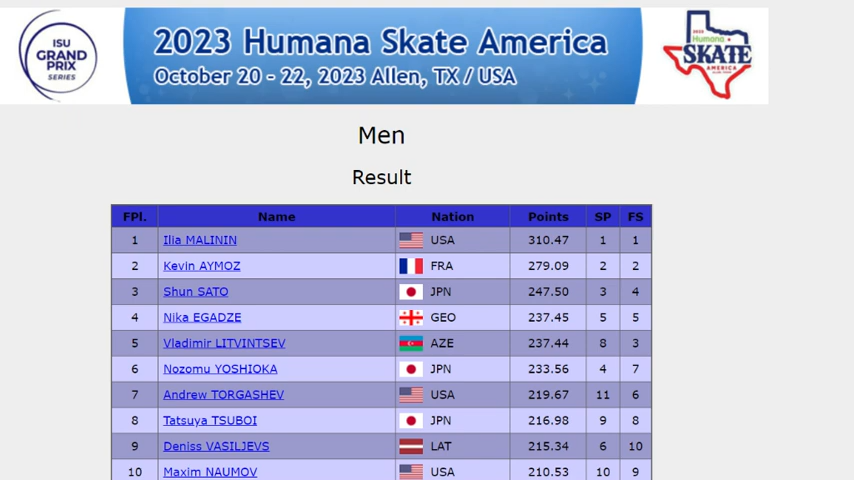 ISU
GRAND
PRIX
SERIES
2023 Humana Skate America
October 20 - 22, 2023 Allen, TX / USA
2023
Humana
SKATE
AMERICA
Men
Result
FPl. Name Nation Points SP FS
1 Ilia MALININ USA 310.47 1 1
2 Kevin AYMOZ FRA 279.09 2 2
3 Shun SATO JPN 247.50 3 4
4 Nika EGADZE GEO 237.45 5 5
5 Vladimir LITVINTSEV AZE 237.44 8 3
6 Nozomu YOSHIOKA JPN 233.56 4 7
7 Andrew TORGASHEV USA 219.67 11 6
8 Tatsuya TSUBOI JPN 216.98 9 8
9 Deniss VASILJEVS LAT 215.34 6 10
10 Maxim NAUMOV USA 210.53 10 9